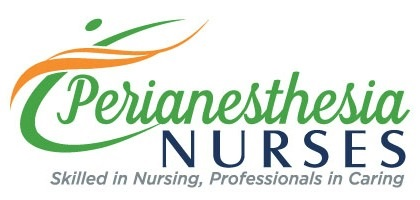 Perianesthesia
NURSES
Skilled in Nursing, Professionals in Caring